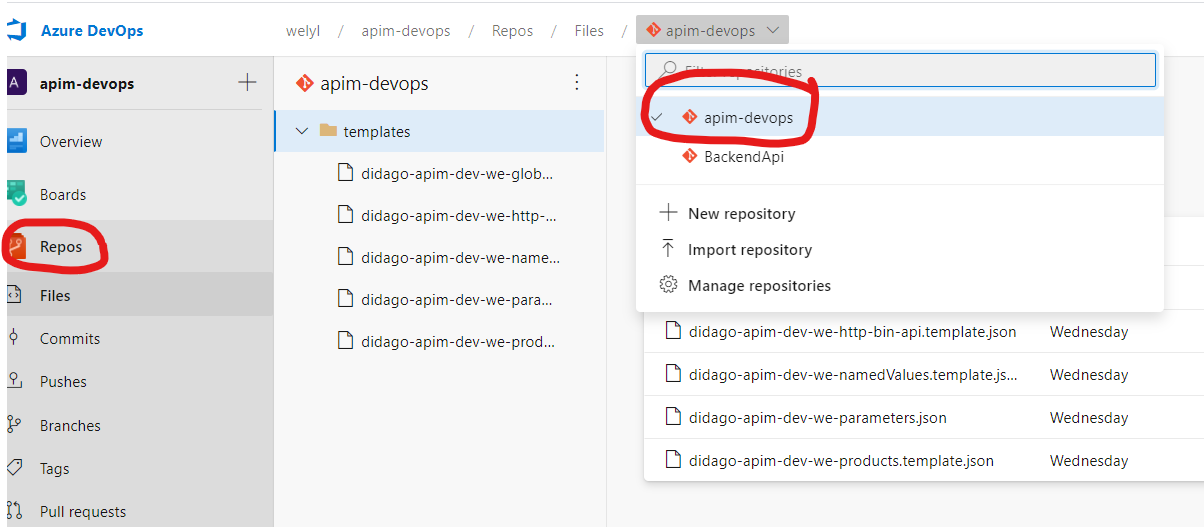 Azure DevOps
welyl / apim-devops / Repos / Files / apim-devops
A apim-devops
Overview
Boards
Repos
Files
Commits
Pushes
Branches
Tags
Pull requests
apim-devops
templates
didago-apim-dev-we-glob...
didago-apim-dev-we-http-...
didago-apim-dev-we-name...
didago-apim-dev-we-para...
didago-apim-dev-we-prod...
Filter repositories
apim-devops
BackendApi
New repository
Import repository
Manage repositories
didago-apim-dev-we-http-bin-api.template.json Wednesday
didago-apim-dev-we-namedValues.template.js... Wednesday
didago-apim-dev-we-parameters.json Wednesday
didago-apim-dev-we-products.template.json Wednesday